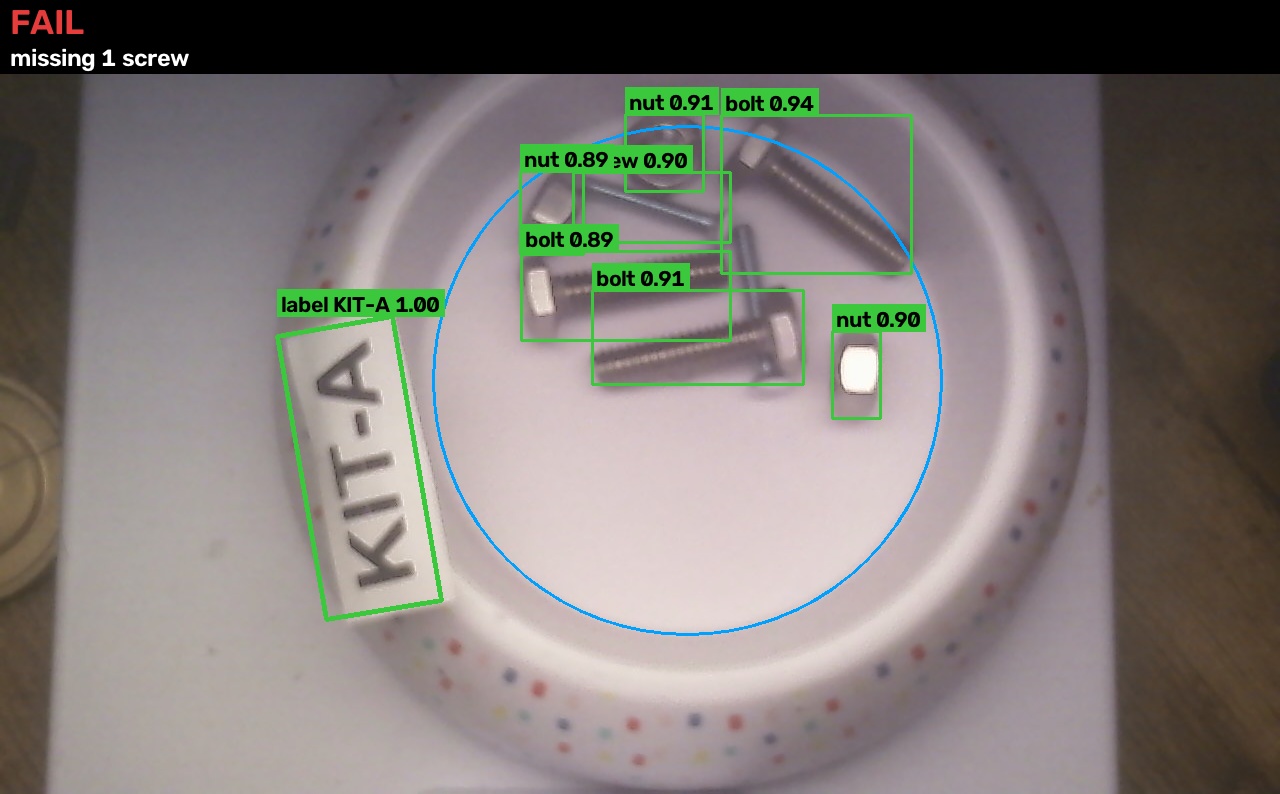 FAIL
missing 1 screw
nut 0.91
bolt 0.94
nut 0.89
ew 0.90
bolt 0.89
bolt 0.91
label KIT-A 1.00
nut 0.90
KIT-A